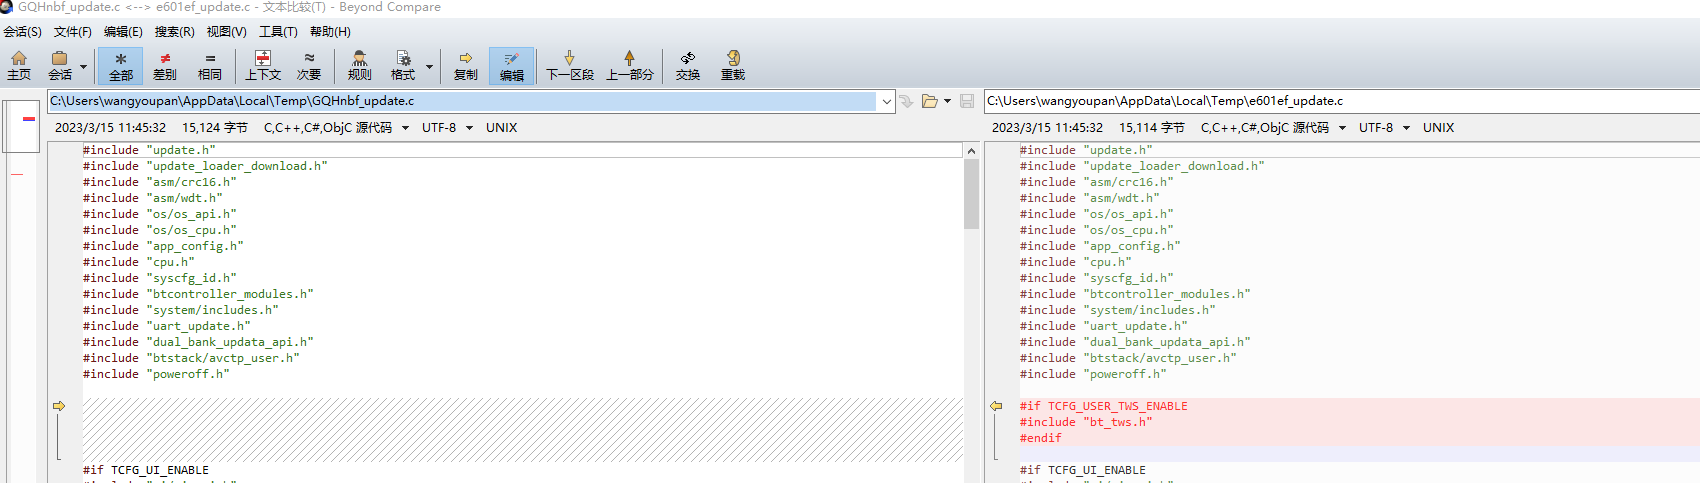 GQHnbf_update.c <--> e601ef_update.c - 文本比较(T) - Beyond Compare
会话(S) 文件(F) 编辑(E) 搜索(R) 视图(V) 工具(T) 帮助(H)
主页 会话 全部 差别 相同 上下文 次要 规则 格式 复制 编辑 下一区段 上一部分 交换 重载
C:\Users\wangyoupan\AppData\Local\Temp\GQHnbf_update.c
2023/3/15 11:45:32 15,124 字节 C,C++,C#,ObjC 源代码 UTF-8 UNIX
#include "update.h"
#include "update_loader_download.h"
#include "asm/crc16.h"
#include "asm/wdt.h"
#include "os/os_api.h"
#include "os/os_cpu.h"
#include "app_config.h"
#include "cpu.h"
#include "syscfg_id.h"
#include "btcontroller_modules.h"
#include "system/includes.h"
#include "uart_update.h"
#include "dual_bank_updata_api.h"
#include "btstack/avctp_user.h"
#include "poweroff.h"
#if TCFG_UI_ENABLE
C:\Users\wangyoupan\AppData\Local\Temp\e601ef_update.c
2023/3/15 11:45:32 15,114 字节 C,C++,C#,ObjC 源代码 UTF-8 UNIX
#include "update.h"
#include "update_loader_download.h"
#include "asm/crc16.h"
#include "asm/wdt.h"
#include "os/os_api.h"
#include "os/os_cpu.h"
#include "app_config.h"
#include "cpu.h"
#include "syscfg_id.h"
#include "btcontroller_modules.h"
#include "system/includes.h"
#include "uart_update.h"
#include "dual_bank_updata_api.h"
#include "btstack/avctp_user.h"
#include "poweroff.h"
#if TCFG_USER_TWS_ENABLE
#include "bt_tws.h"
#endif
#if TCFG_UI_ENABLE